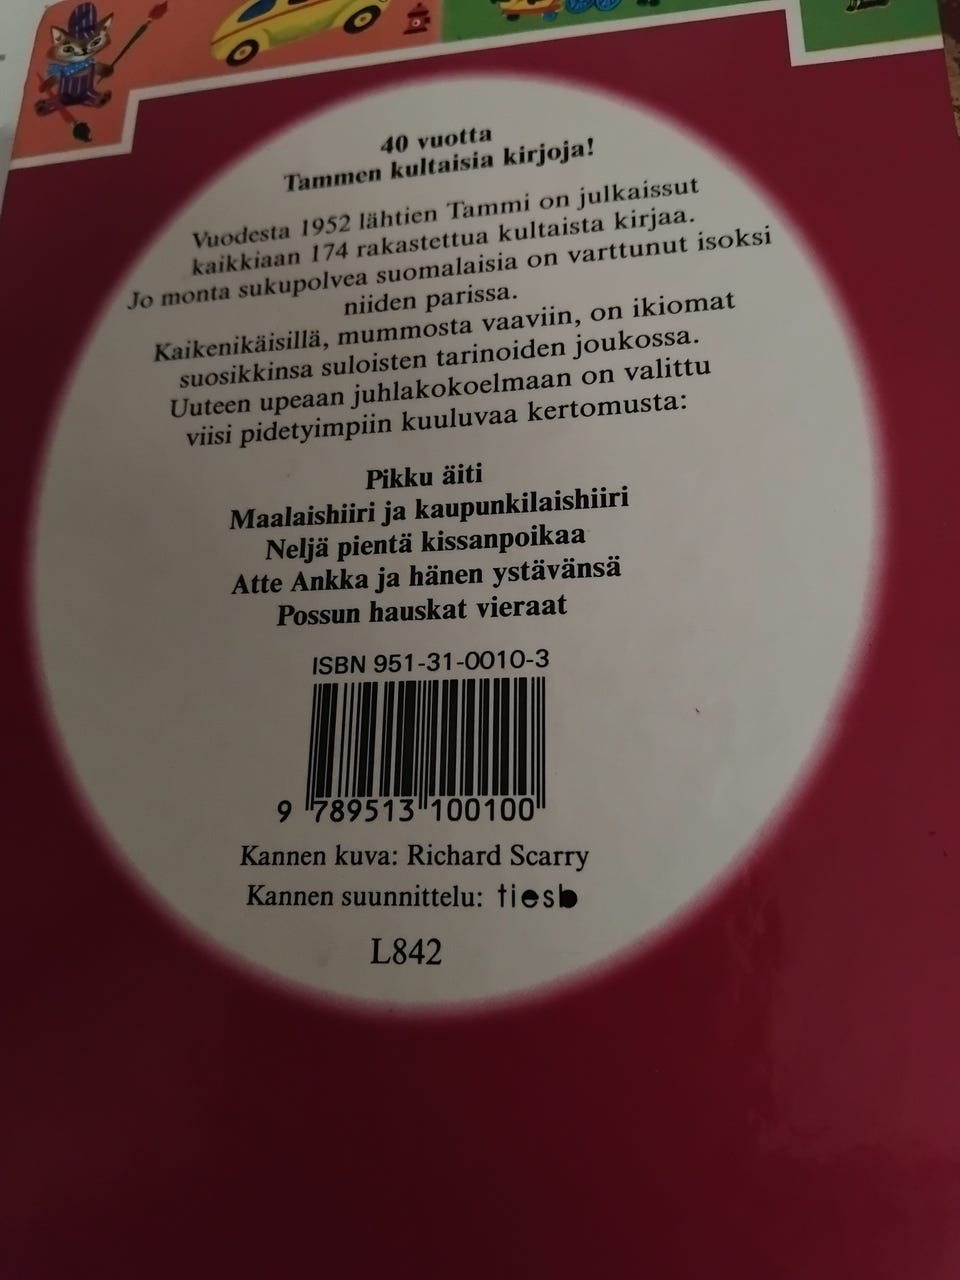 40 vuotta
Tammen kultaisia kirjoja!
Vuodesta 1952 lähtien Tammi on julkaissut
kaikkiaan 174 rakastettua kultaista kirjaa.
Jo monta sukupolvea suomalaisia on varttunut isoksi
niiden parissa.
Kaikenikäisillä, mummosta vaaviin, on ikiomat
suosikkinsa suloisten tarinoiden joukossa.
Uuteen upeaan juhlakokoelmaan on valittu
viisi pidetyimpiin kuuluvaa kertomusta:
Pikku äiti
Maalaishiiri ja kaupunkilaishiiri
Neljä pientä kissanpoikaa
Atte Ankka ja hänen ystävänsä
Possun hauskat vieraat
ISBN 951-31-0010-3
9 789513 100100
Kannen kuva: Richard Scarry
Kannen suunnittelu: tiesb
L842